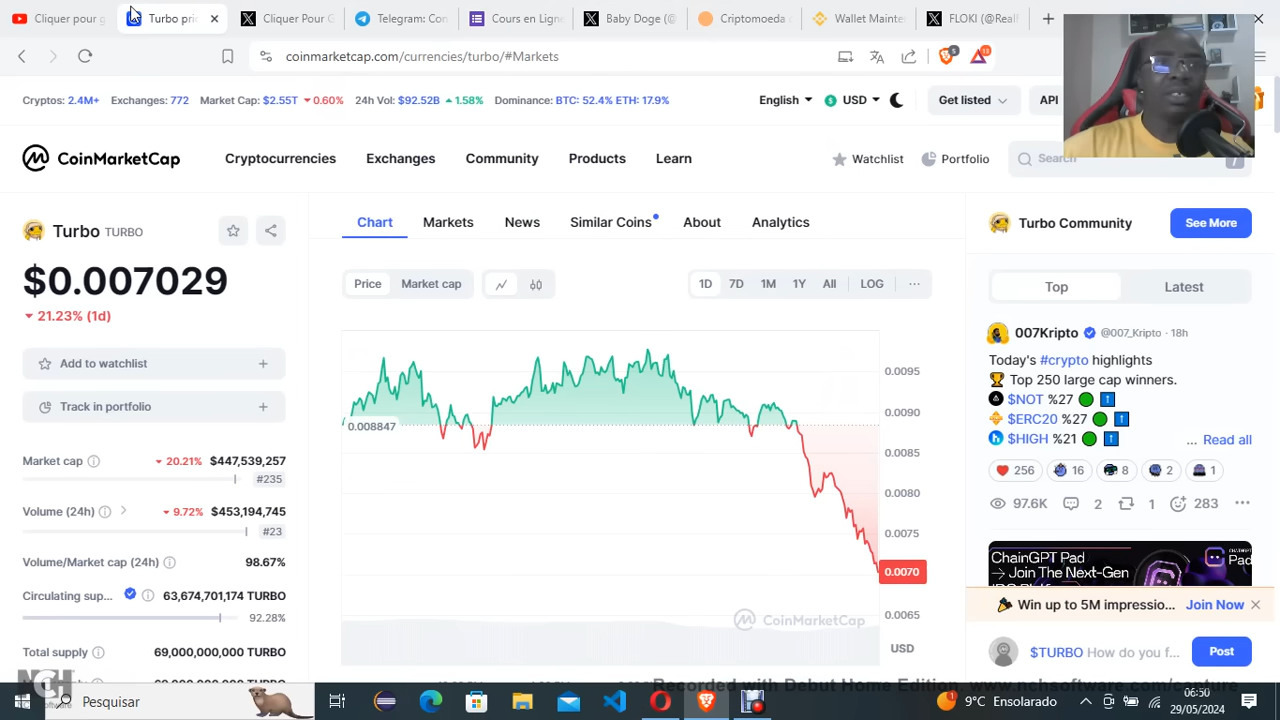 Cliquer pour g
Turbo pri
Cliquer Pour G
Telegram: Con
Cours en Lign
Baby Doge (@
Criptomoeda
Wallet Mainte
FLOKI (@Real
coinmarketcap.com/currencies/turbo/#Markets
Cryptos: 2.4M+ Exchanges: 772 Market Cap: $2.55T 0.60% 24h Vol: $92.52B 1.58% Dominance: BTC: 52.4% ETH: 17.9%
English USD Get listed API
CoinMarketCap
Cryptocurrencies Exchanges Community Products Learn
Watchlist Portfolio Search /
Turbo TURBO
$0.007029
21.23% (1d)
Add to watchlist +
Track in portfolio +
Market cap 20.21% $447,539,257
#235
Volume (24h) 9.72% $453,194,745
#23
Volume/Market cap (24h) 98.67%
Circulating sup... 63,674,701,174 TURBO
92.28%
Total supply 69,000,000,000 TURBO
Chart Markets News Similar Coins About Analytics
Price Market cap 1D 7D 1M 1Y All LOG ...
0.008847
0.0095
0.0090
0.0085
0.0080
0.0075
0.0070
0.0065
USD
CoinMarketCap
Turbo Community See More
Top Latest
007Kripto @007_Kripto · 18h
Today's #crypto highlights
Top 250 large cap winners.
$NOT %27
$ERC20 %27
$HIGH %21 ... Read all
256 16 8 2 1
97.6K 2 1 283
ChainGPT Pad
→ Join The Next-Gen
Win up to 5M impressio... Join Now
$TURBO How do you f... Post
NCH
Recorded with Debut Home Edition. www.nchsoftware.com/capture
Pesquisar
9°C Ensolarado
06:50
29/05/2024